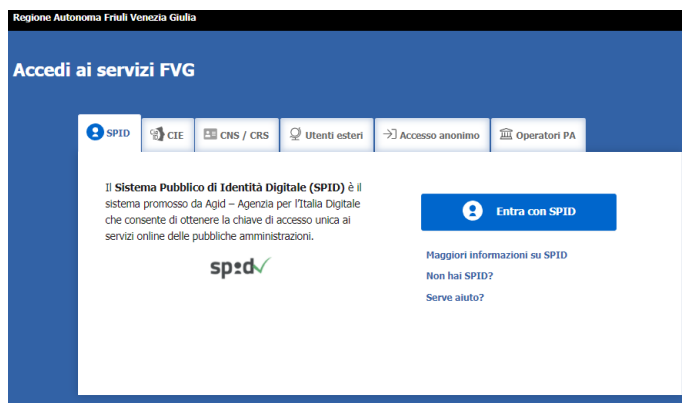 Regione Autonoma Friuli Venezia Giulia
Accedi ai servizi FVG
SPID
CIE
CNS / CRS
Utenti esteri
Accesso anonimo
Operatori PA
Il Sistema Pubblico di Identità Digitale (SPID) è il
sistema promosso da Agid – Agenzia per l'Italia Digitale
che consente di ottenere la chiave di accesso unica ai
servizi online delle pubbliche amministrazioni.
sp:d
Entra con SPID
Maggiori informazioni su SPID
Non hai SPID?
Serve aiuto?